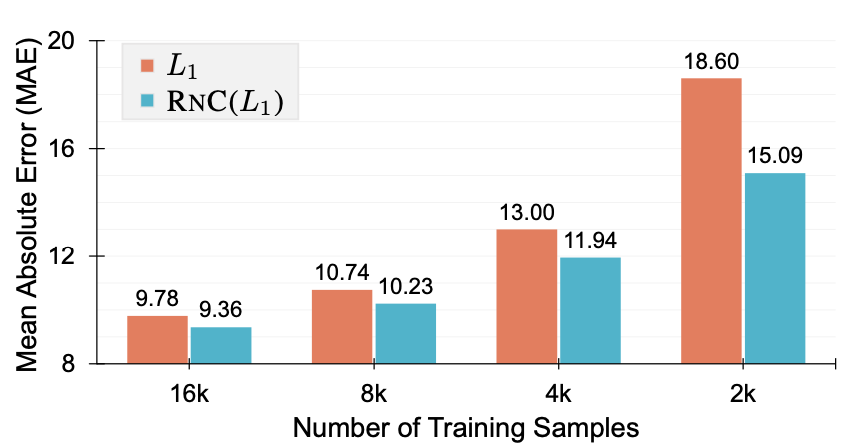 Mean Absolute Error (MAE)
20
16
12
8
L₁
RNC(L₁)
9.78
9.36
10.74
10.23
13.00
11.94
18.60
15.09
16k
8k
4k
2k
Number of Training Samples